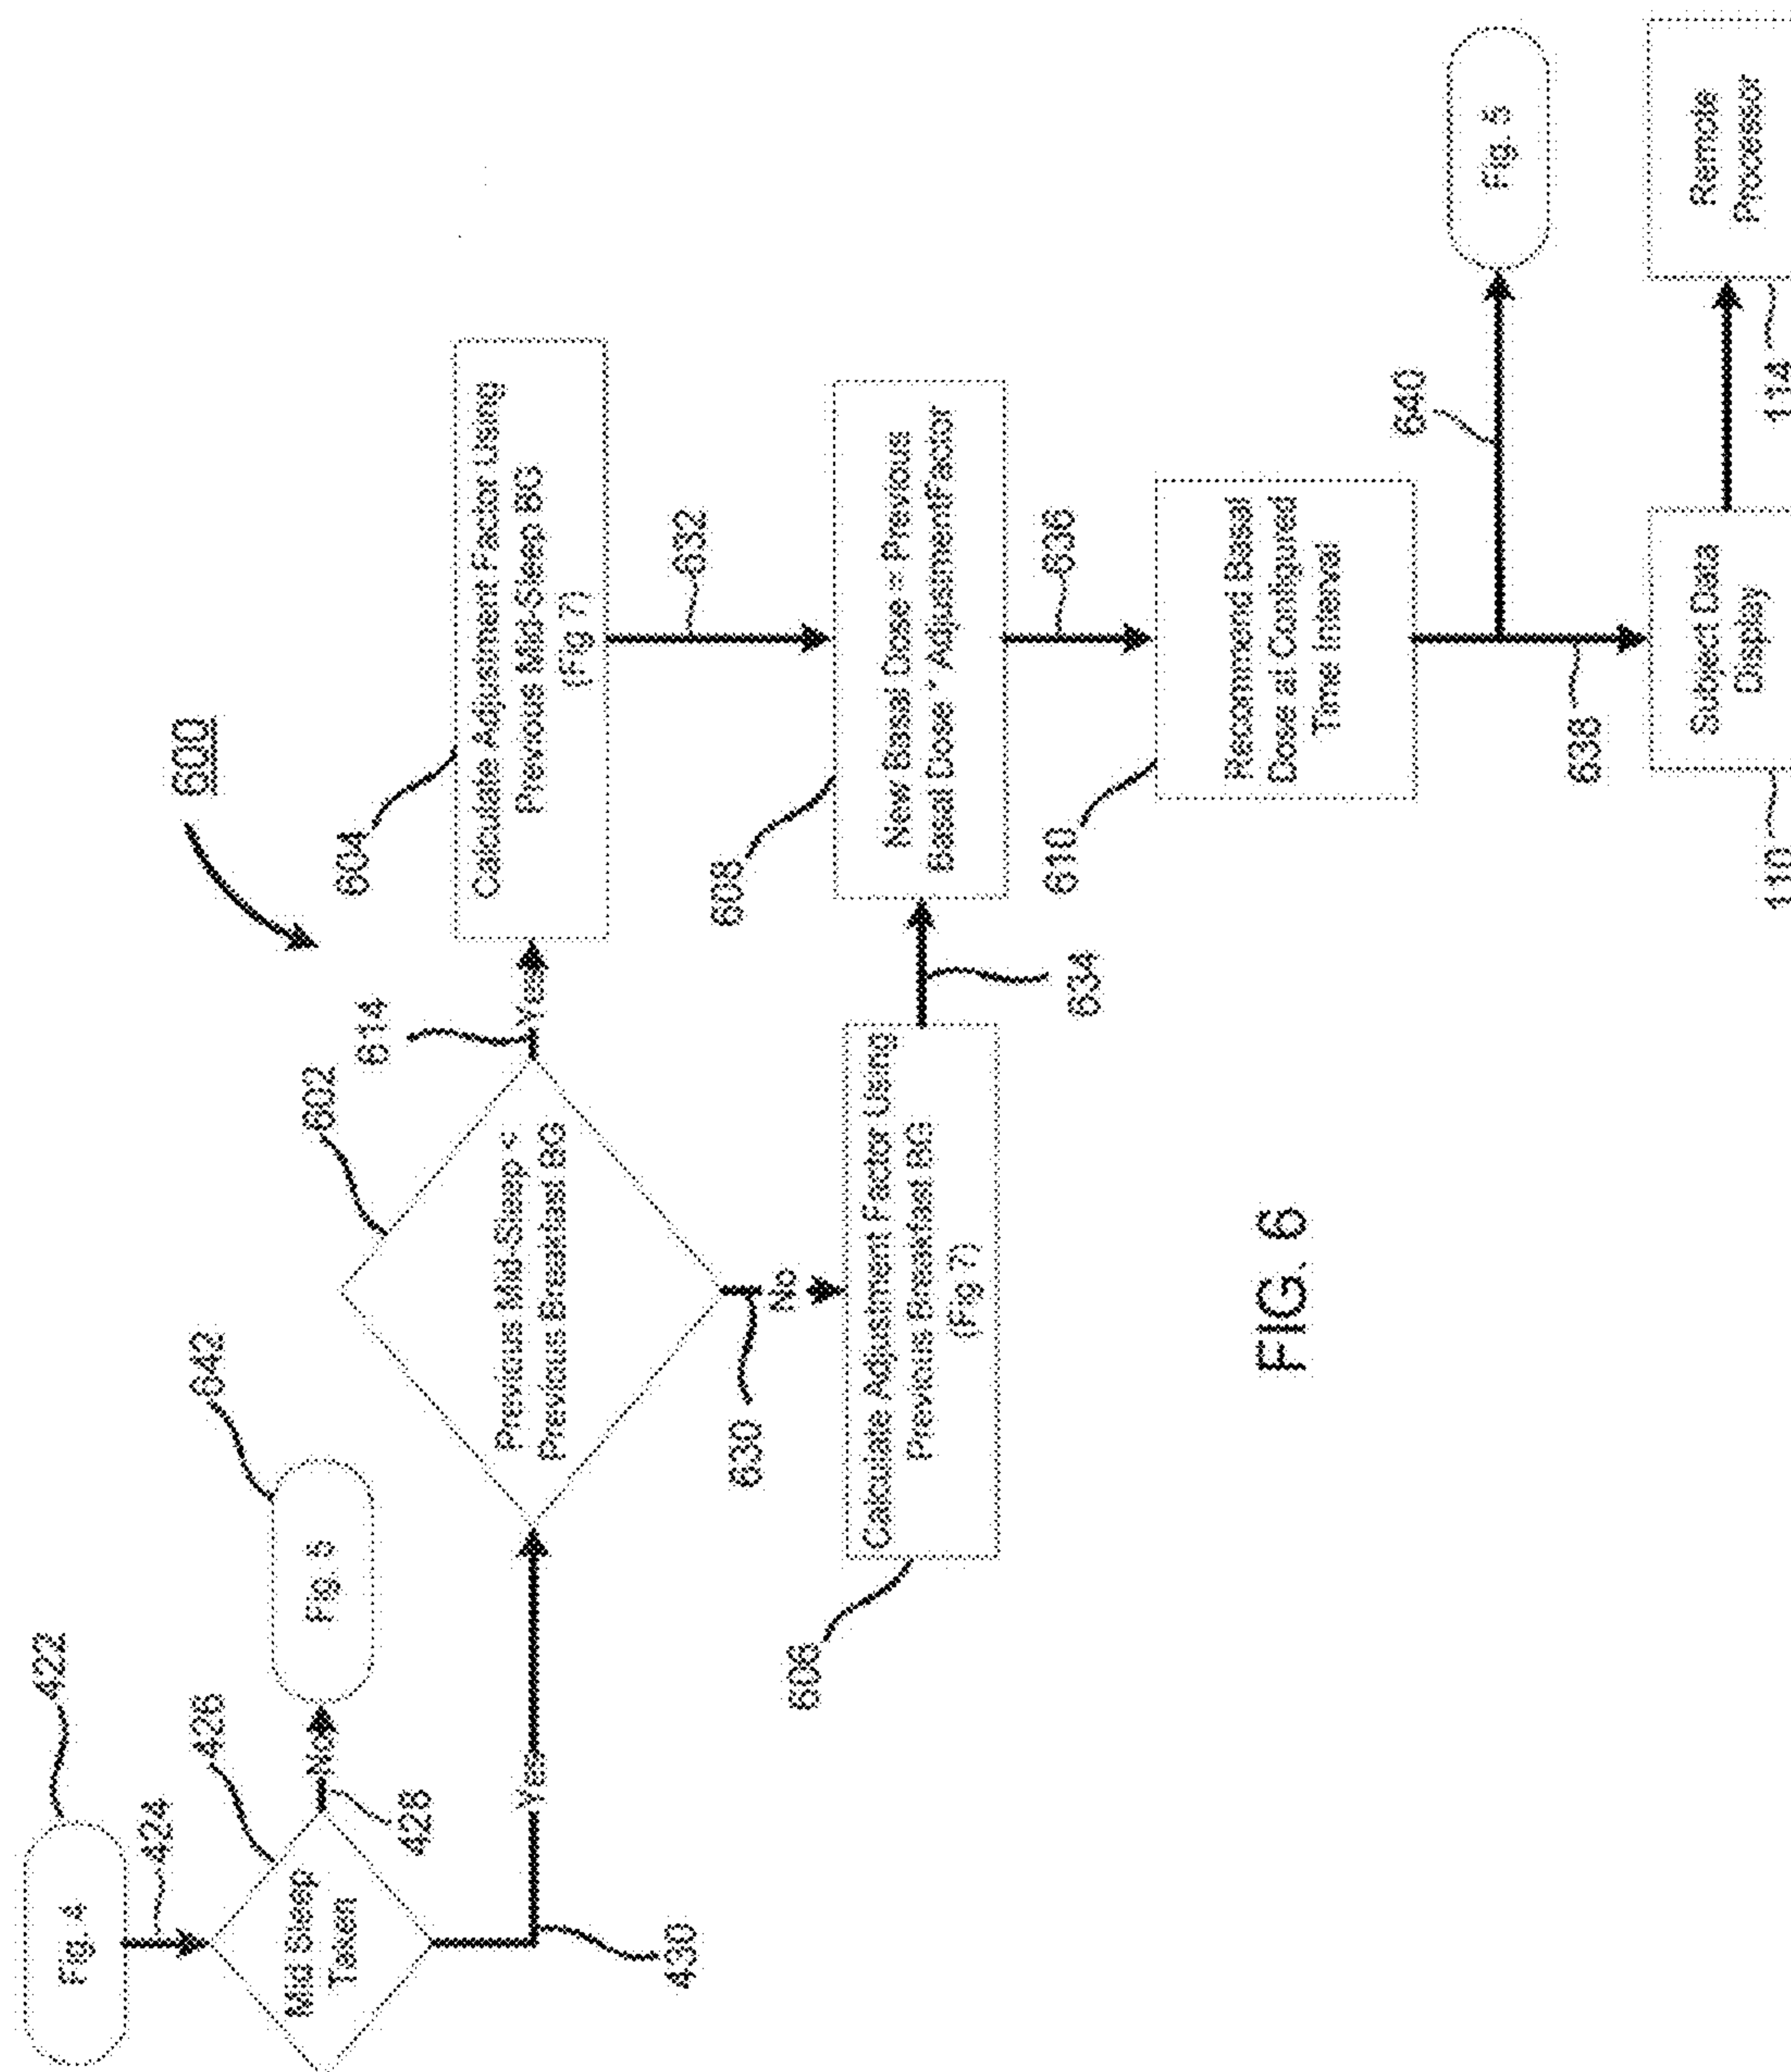 600
422
Fig. 4
424
426
Mid Sleep
Taken
No
428
642
Fig. 5
430
Yes
602
Previous Mid-Sleep <
Previous Breakfast BG
614
Yes
604
Calculate Adjustment Factor Using
Previous Mid-Sleep BG
(Fig 7)
630
No
606
Calculate Adjustment Factor Using
Previous Breakfast BG
(Fig 7)
632
634
608
New Basal Dose = Previous
Basal Dose * AdjusmentFactor
636
610
Recommend Basal
Dose at Configured
Time Interval
640
Fig. 5
638
Subject Data
Display
Remote
Processor
114
FIG. 6